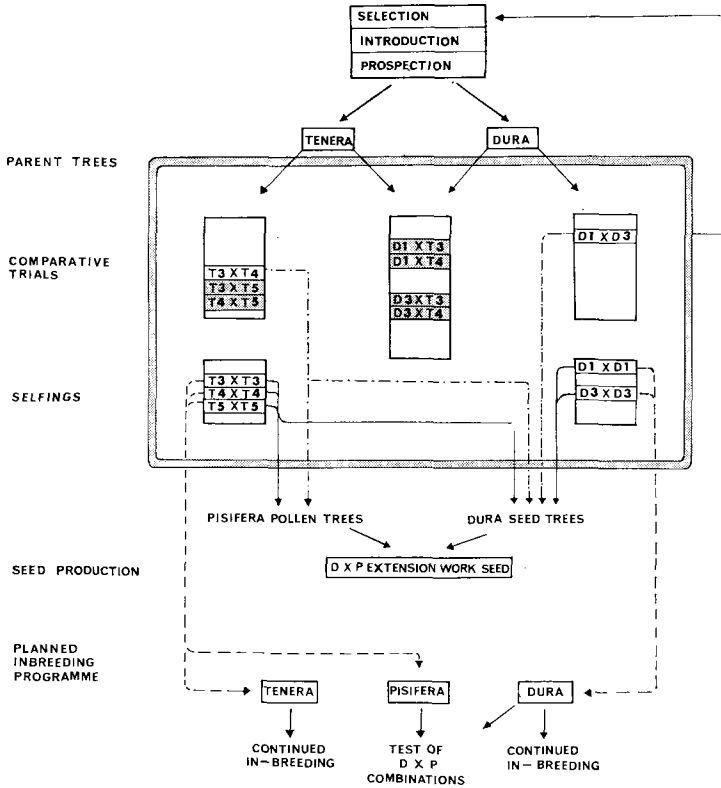 SELECTION
INTRODUCTION
PROSPECTION
TENERA
DURA
PARENT TREES
COMPARATIVE
TRIALS
T3 X T4
T3 X T5
T4 X T5
D1 X T3
D1 X T4
D3 X T3
D3 X T4
D1 X D3
SELFINGS
T3 X T3
T4 X T4
T5 X T5
D1 X D1
D3 X D3
PISIFERA POLLEN TREES
DURA SEED TREES
SEED PRODUCTION
D X P EXTENSION WORK SEED
PLANNED
INBREEDING
PROGRAMME
TENERA
PISIFERA
DURA
CONTINUED
IN-BREEDING
TEST OF
D X P
COMBINATIONS
CONTINUED
IN- BREEDING